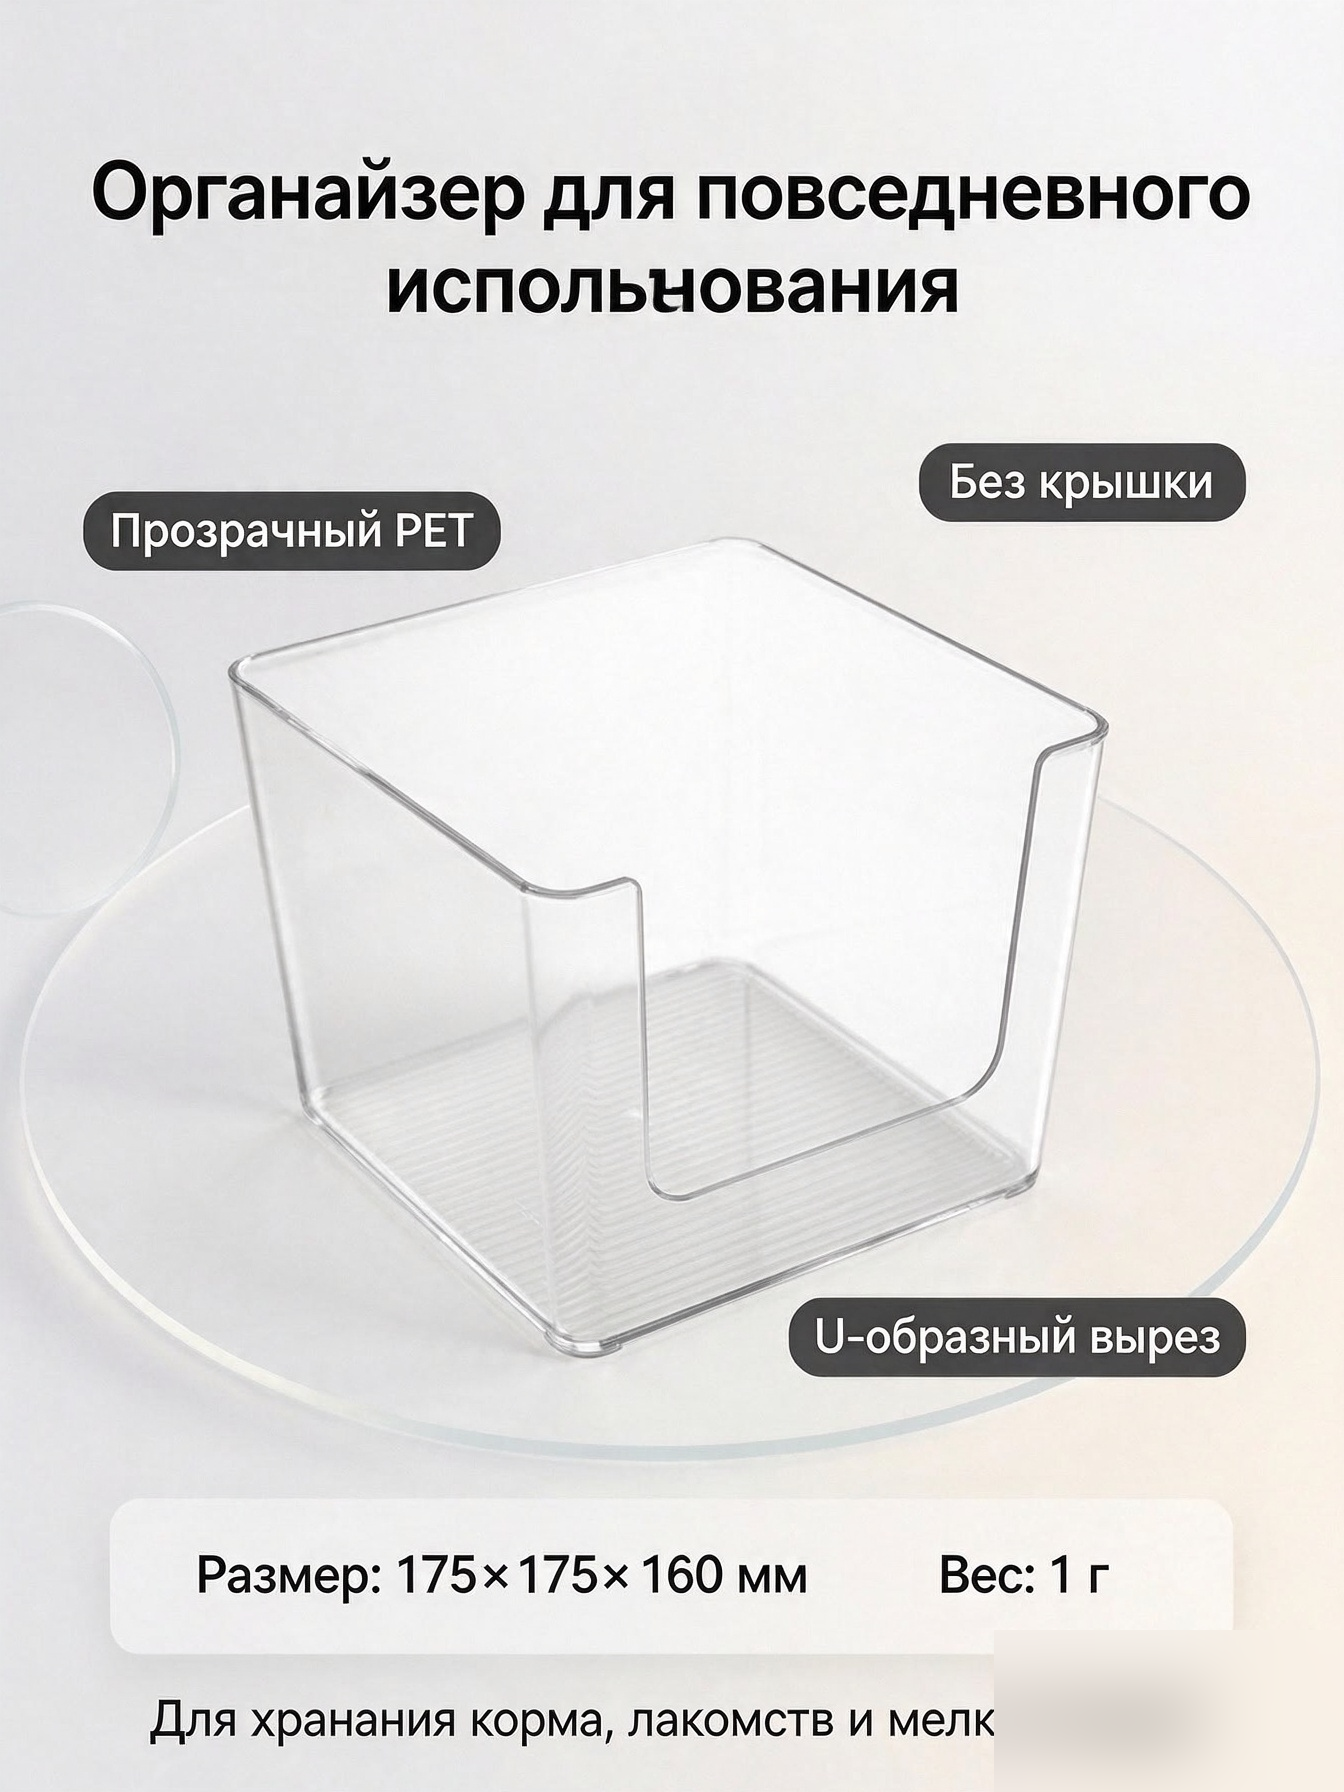 Органайзер для повседневного
испольнования
Без крышки
Прозрачный PET
U-образный вырез
Размер: 175×175×160 мм Вес: 1 г
Для хранания корма, лакомств и мелк